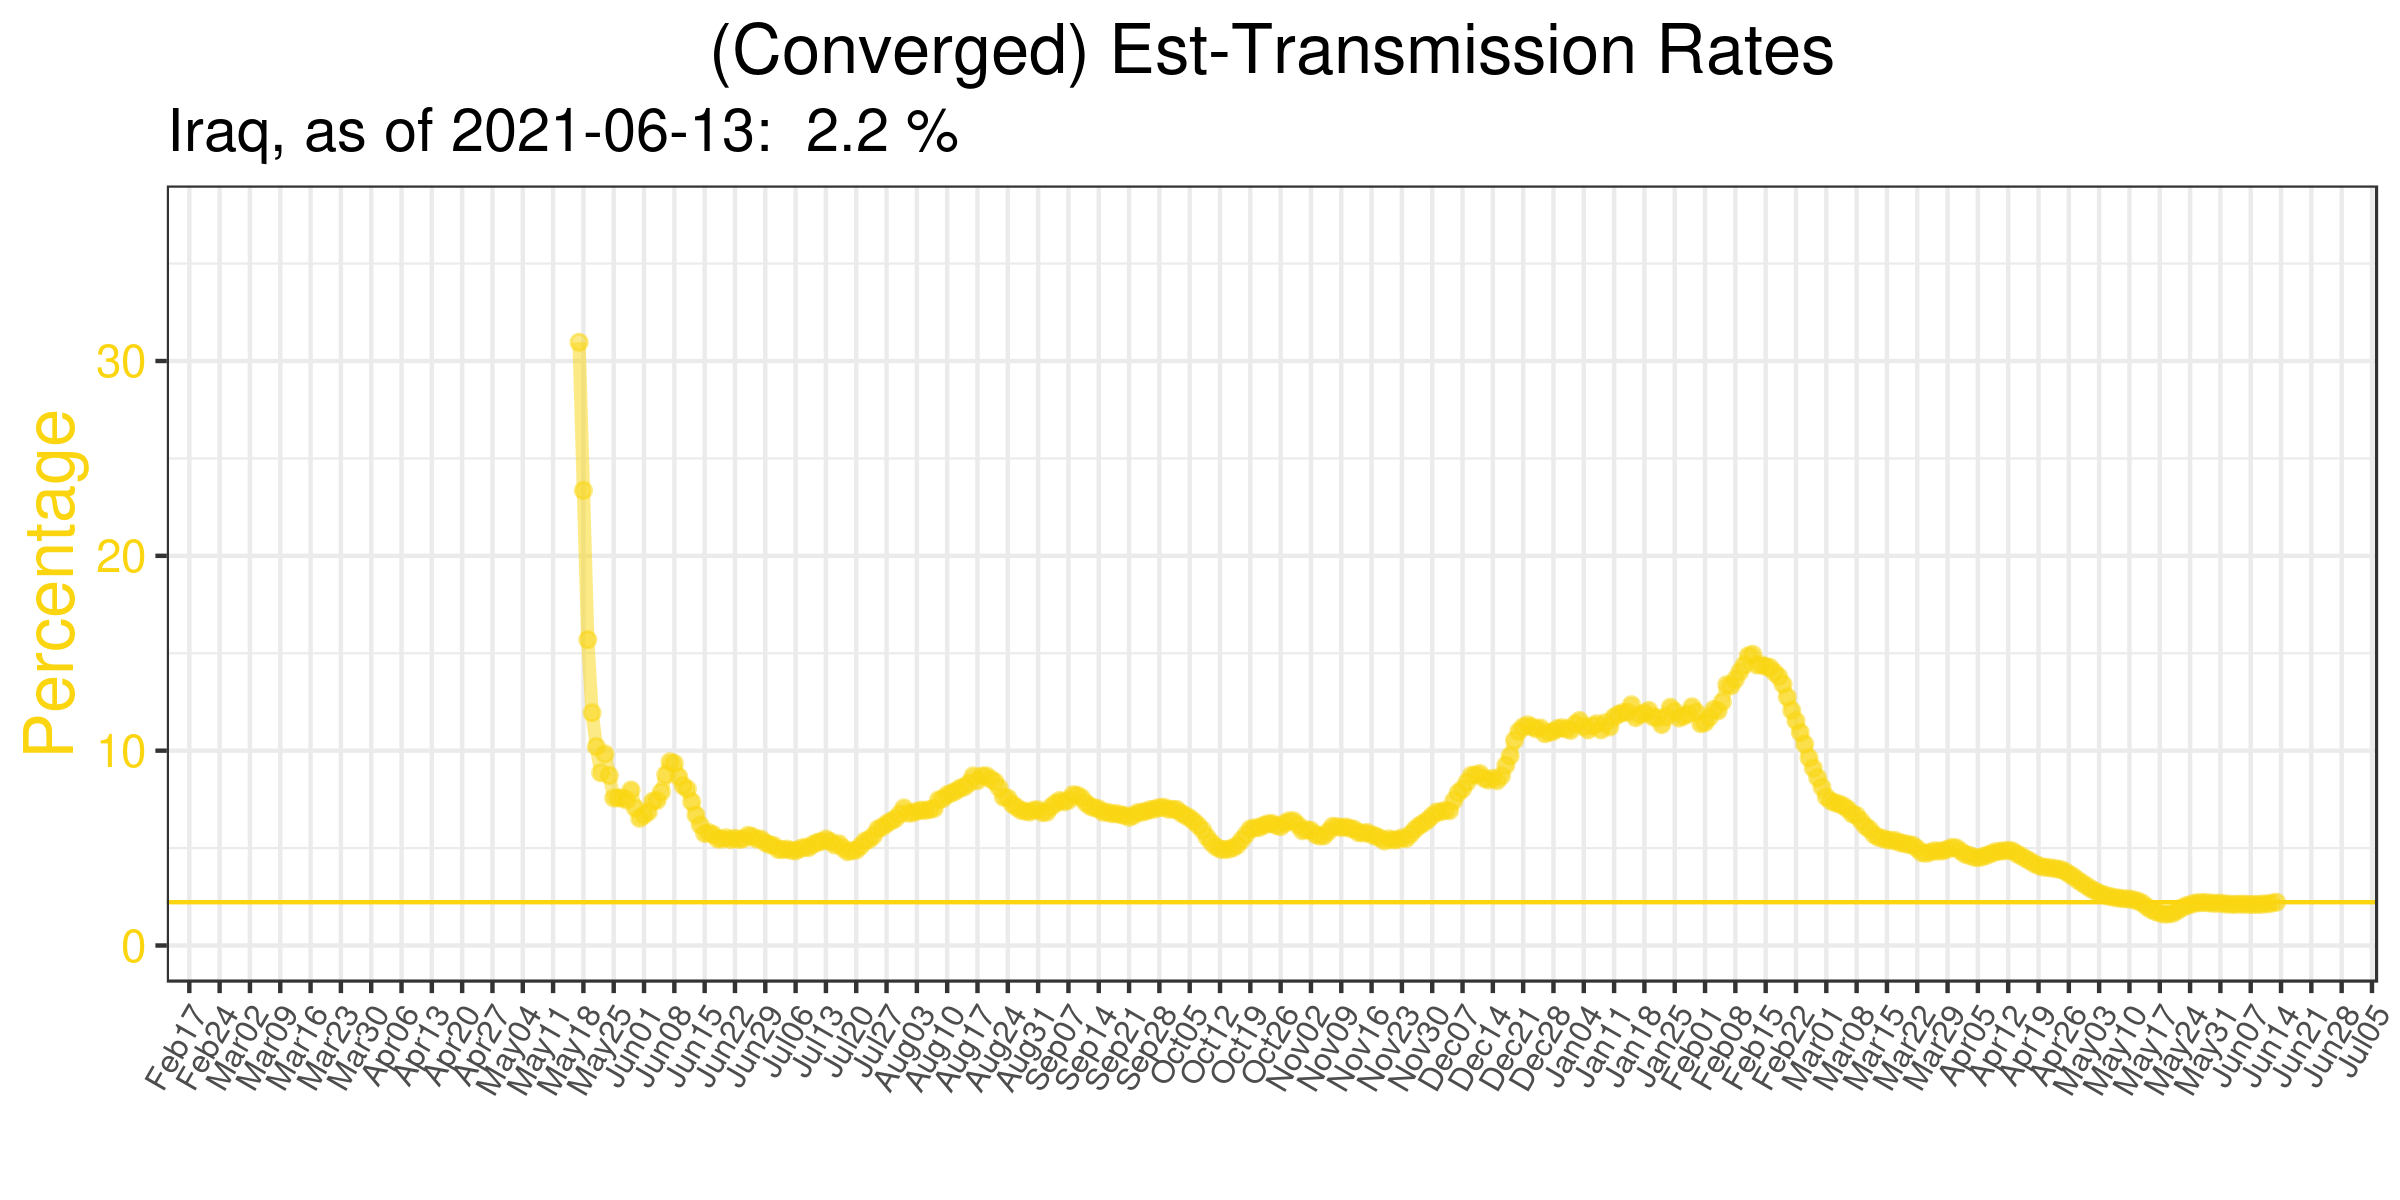 (Converged) Est-Transmission Rates
Iraq, as of 2021-06-13: 2.2 %
Percentage
30
20
10
0
Feb17
Feb24
Mar02
Mar09
Mar16
Mar23
Mar30
Apr06
Apr13
Apr20
Apr27
May04
May11
May18
May25
Jun01
Jun08
Jun15
Jun22
Jun29
Jul06
Jul13
Jul20
Jul27
Aug03
Aug10
Aug17
Aug24
Aug31
Sep07
Sep14
Sep21
Sep28
Oct05
Oct12
Oct19
Oct26
Nov02
Nov09
Nov16
Nov23
Nov30
Dec07
Dec14
Dec21
Dec28
Jan04
Jan11
Jan18
Jan25
Feb01
Feb08
Feb15
Feb22
Mar01
Mar08
Mar15
Mar22
Mar29
Apr05
Apr12
Apr19
Apr26
May03
May10
May17
May24
May31
Jun07
Jun14
Jun21
Jun28
Jul05